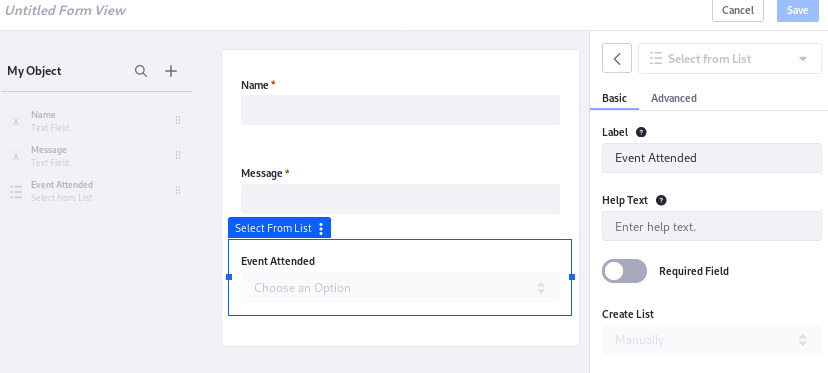 Untitled Form View
Cancel
Save
My Object
A
Name
Text Field
A
Message
Text Field
Event Attended
Select from List
Name *
Message *
Select From List
Event Attended
Choose an Option
Select from List
Basic
Advanced
Label ?
Event Attended
Help Text ?
Enter help text.
Required Field
Create List
Manually